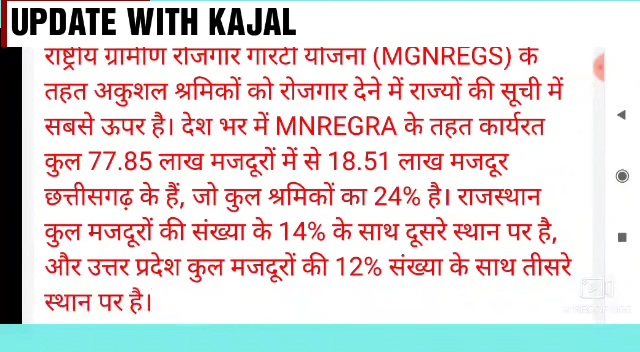 UPDATE WITH KAJAL
राष्ट्रीय ग्रामीण रोजगार गारंटी योजना (MGNREGS) के
तहत अकुशल श्रमिकों को रोजगार देने में राज्यों की सूची में
सबसे ऊपर है। देश भर में MNREGRA के तहत कार्यरत
कुल 77.85 लाख मजदूरों में से 18.51 लाख मजदूर
छत्तीसगढ़ के हैं, जो कुल श्रमिकों का 24% है। राजस्थान
कुल मजदूरों की संख्या के 14% के साथ दूसरे स्थान पर है,
और उत्तर प्रदेश कुल मजदूरों की 12% संख्या के साथ तीसरे
स्थान पर है।